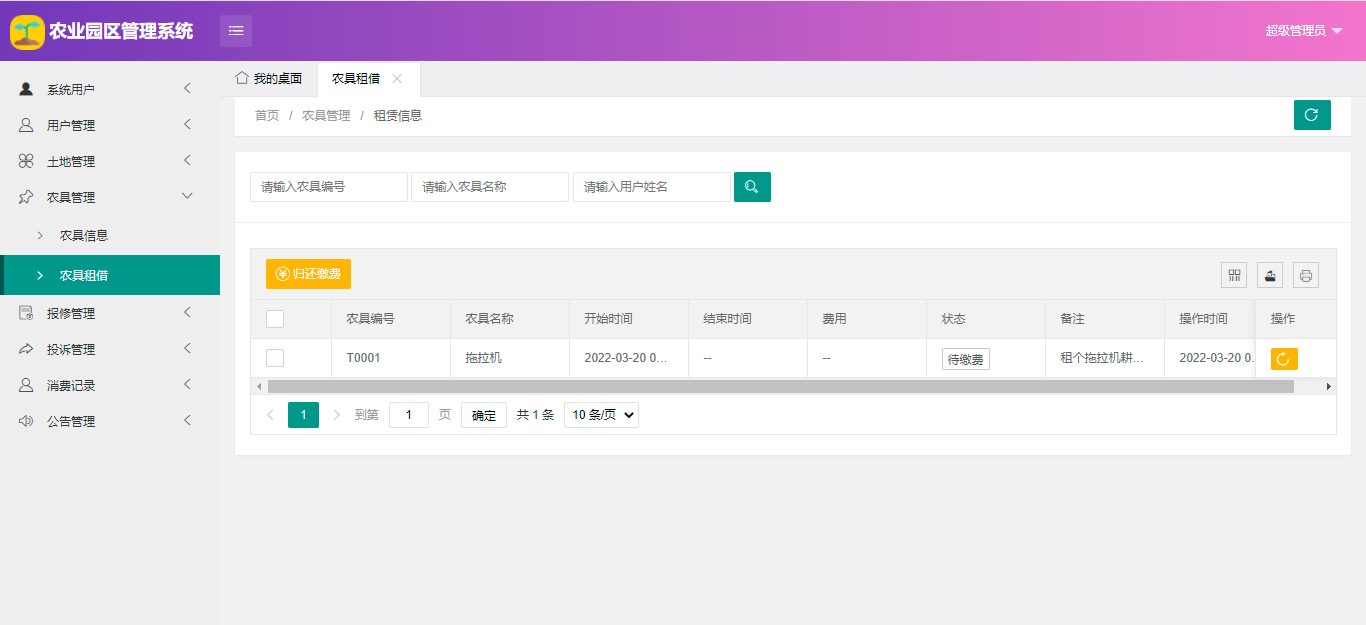 农业园区管理系统
超级管理员
系统用户
用户管理
土地管理
农具管理
农具信息
农具租借
报修管理
投诉管理
消费记录
公告管理
我的桌面 农具租借
首页 / 农具管理 / 租赁信息
请输入农具编号 请输入农具名称 请输入用户姓名
归还缴费
农具编号 农具名称 开始时间 结束时间 费用 状态 备注 操作时间 操作
T0001 拖拉机 2022-03-20 0... -- -- 待缴费 租个拖拉机耕... 2022-03-20 0.
1 到第 1 页 确定 共 1 条 10 条/页